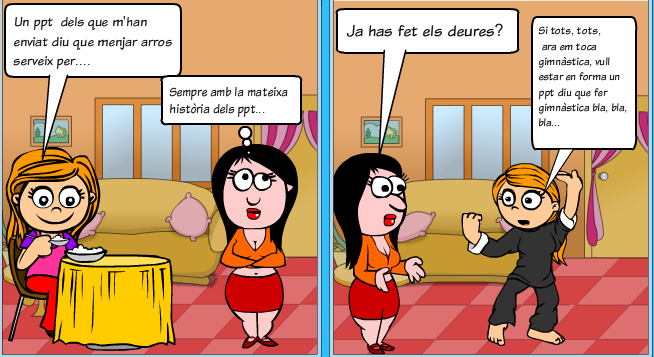 Un ppt dels que m'han
enviat diu que menjar arros
serveix per....
Sempre amb la mateixa
història dels ppt...
Ja has fet els deures?
Si tots, tots,
ara em toca
gimnàstica, vull
estar en forma un
ppt diu que fer
gimnàstica bla, bla,
bla...